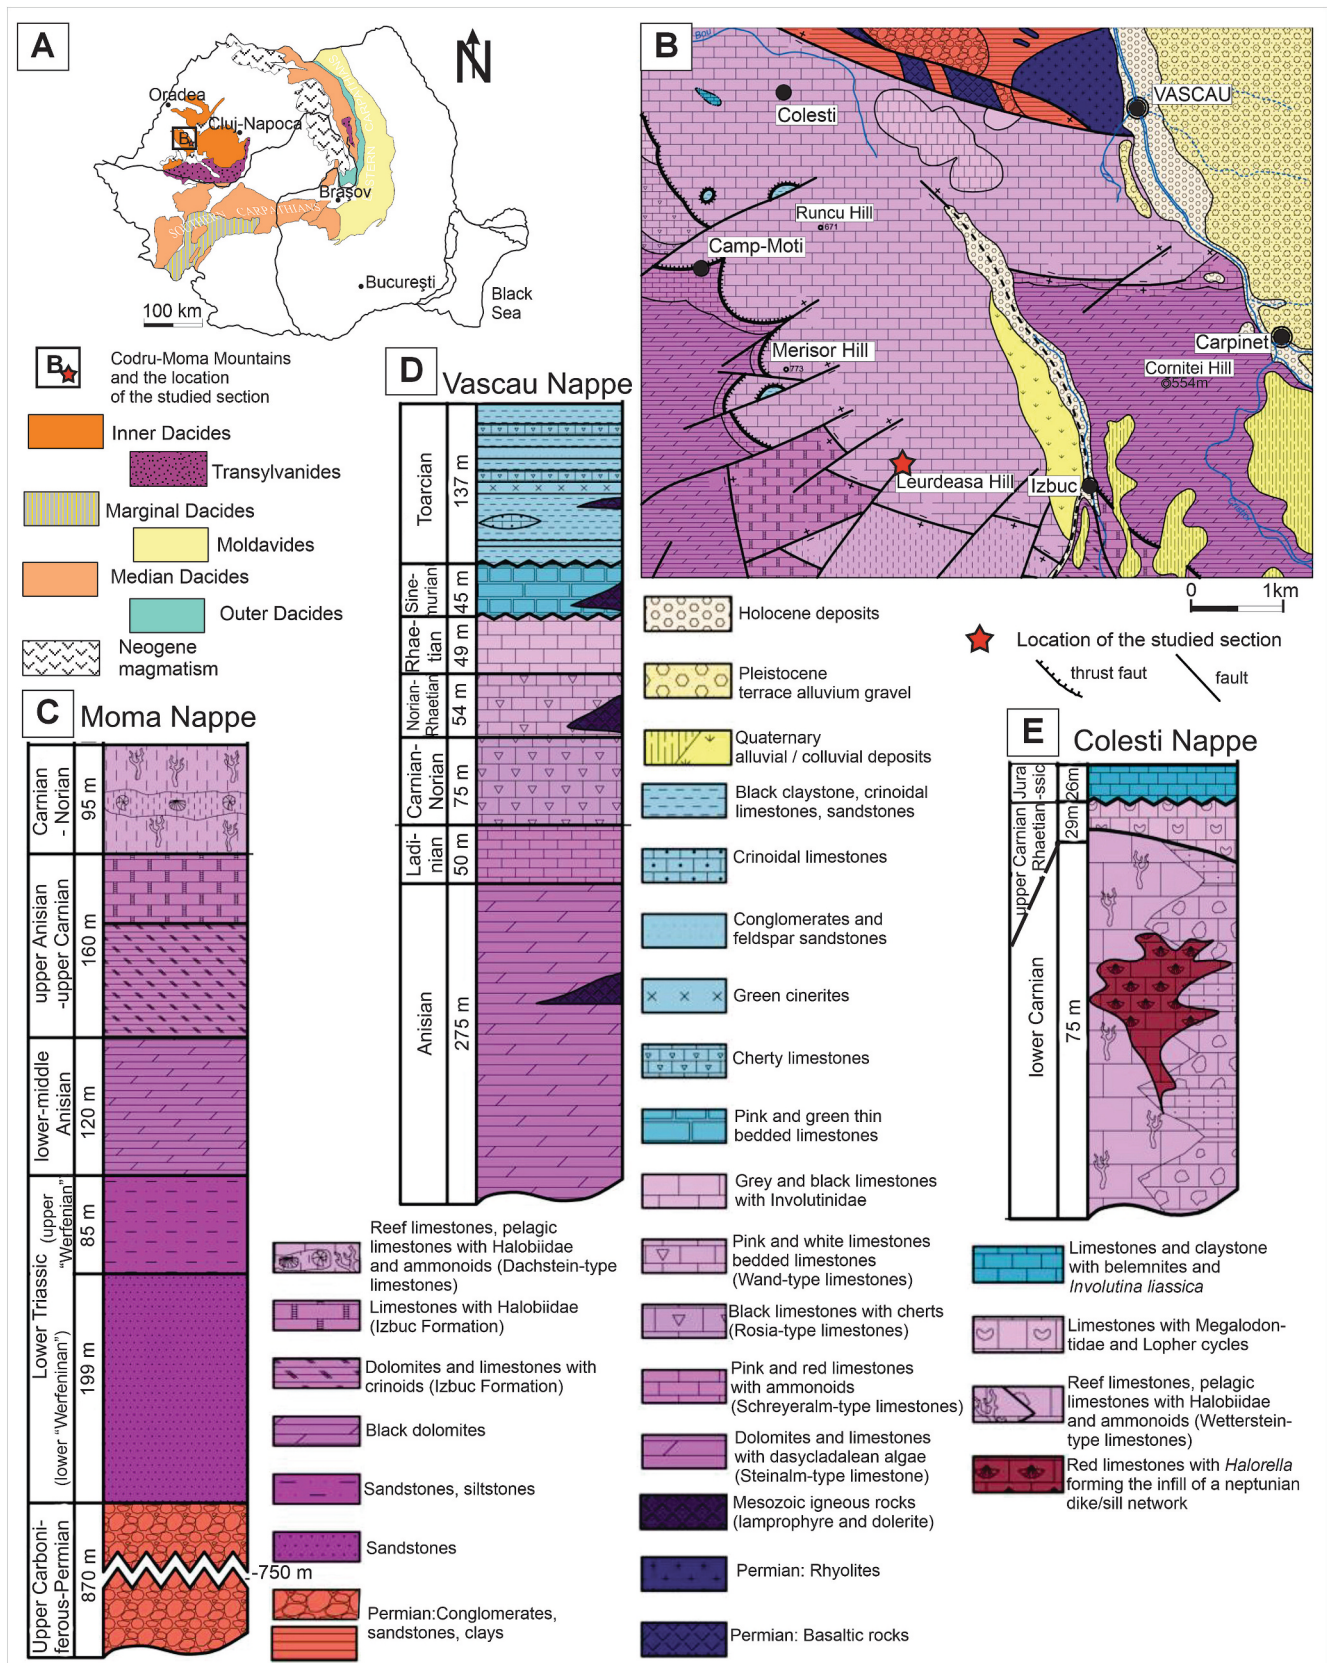 A
N
Oradea
Cluj-Napoca
B
Braşov
EASTERN CARPATHIANS
SOUTHERN CARPATHIANS
Bucureşti
Black
Sea
100 km
B
Codru-Moma Mountains
and the location
of the studied section
Inner Dacides
Transylvanides
Marginal Dacides
Moldavides
Median Dacides
Outer Dacides
Neogene
magmatism
B
VASCAU
Colesti
Runcu Hill
671
Camp-Moti
Merisor Hill
773
Carpinet
Cornitei Hill
554m
Leurdeasa Hill
Izbuc
0 1km
Location of the studied section
thrust faut
fault
C
Moma Nappe
Carnian
- Norian
95 m
upper Anisian
-upper Carnian
160 m
lower-middle
Anisian
120 m
Lower Triassic
(upper
"Werfenian")
85 m
(lower "Werfeninan")
199 m
Upper Carboni-
ferous-Permian
870 m
-750 m
Reef limestones, pelagic
limestones with Halobiidae
and ammonoids (Dachstein-type
limestones)
Limestones with Halobiidae
(Izbuc Formation)
Dolomites and limestones with
crinoids (Izbuc Formation)
Black dolomites
Sandstones, siltstones
Sandstones
Permian:Conglomerates,
sandstones, clays
D
Vascau Nappe
Toarcian
137 m
Sine-
murian
45 m
Rhae-
tian
49 m
Norian-
Rhaetian
54 m
Carnian-
Norian
75 m
Ladi-
nian
50 m
Anisian
275 m
Holocene deposits
Pleistocene
terrace alluvium gravel
Quaternary
alluvial / colluvial deposits
Black claystone, crinoidal
limestones, sandstones
Crinoidal limestones
Conglomerates and
feldspar sandstones
Green cinerites
Cherty limestones
Pink and green thin
bedded limestones
Grey and black limestones
with Involutinidae
Pink and white limestones
bedded limestones
(Wand-type limestones)
Black limestones with cherts
(Rosia-type limestones)
Pink and red limestones
with ammonoids
(Schreyeralm-type limestones)
Dolomites and limestones
with dasycladalean algae
(Steinalm-type limestone)
Mesozoic igneous rocks
(lamprophyre and dolerite)
Permian: Rhyolites
Permian: Basaltic rocks
E
Colesti Nappe
Jura
-ssic
26m
upper Carnian
Rhaetian
29m
lower Carnian
75 m
Limestones and claystone
with belemnites and
Involutina liassica
Limestones with Megalodon-
tidae and Lopher cycles
Reef limestones, pelagic
limestones with Halobiidae
and ammonoids (Wetterstein-
type limestones)
Red limestones with Halorella
forming the infill of a neptunian
dike/sill network